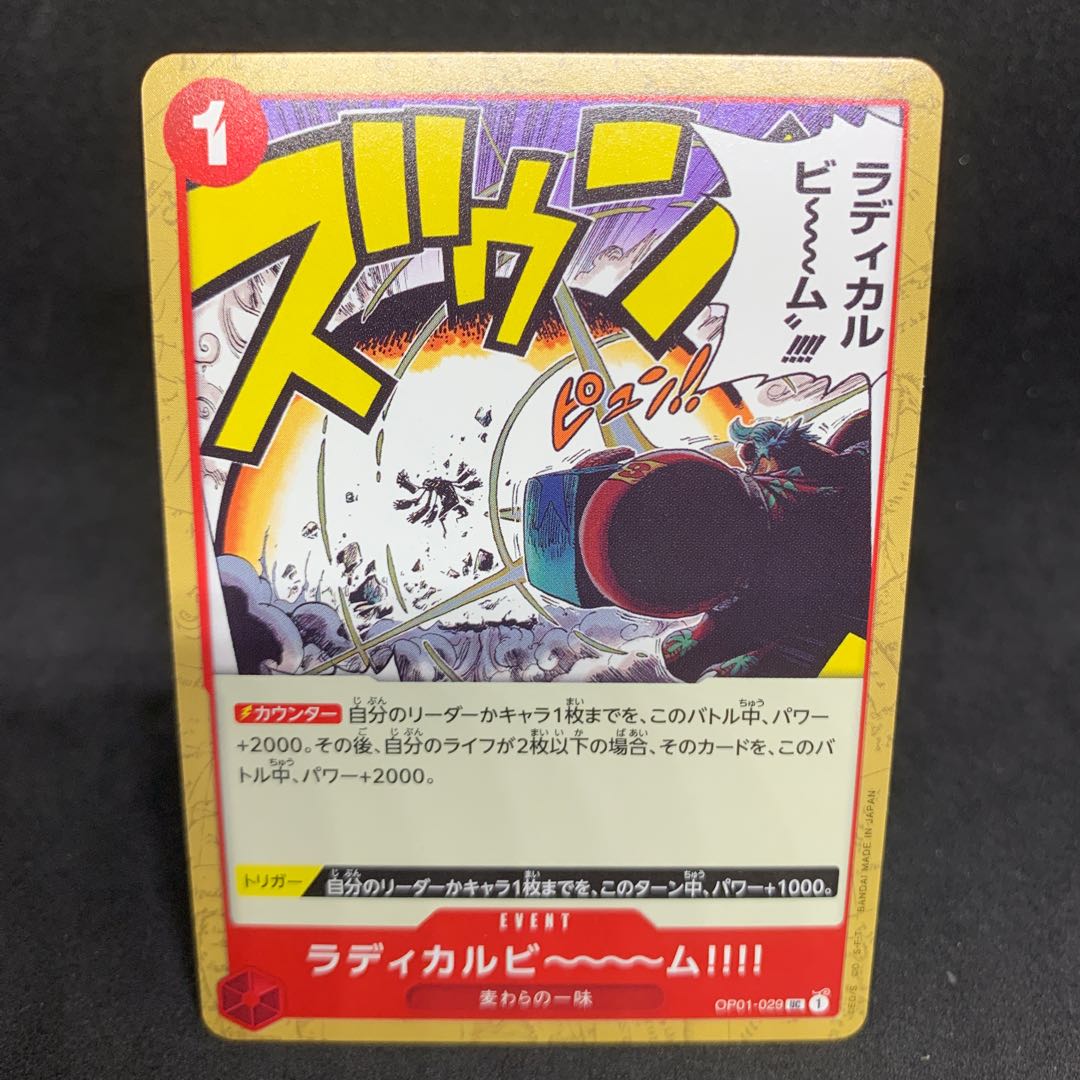 1
ズゥン
ラディカル
ビ～～～ム!!!!
ピュン!!
カウンター 自分のリーダーかキャラ1枚までを、このバトル中、パワー
+2000。その後、自分のライフが2枚以下の場合、そのカードを、このバ
トル中、パワー+2000。
トリガー 自分のリーダーかキャラ1枚までを、このターン中、パワー+1000。
EVENT
ラディカルビ～～～～ム!!!!
麦わらの一味
OP01-029 UC 1
BANDAI MADE IN JAPAN